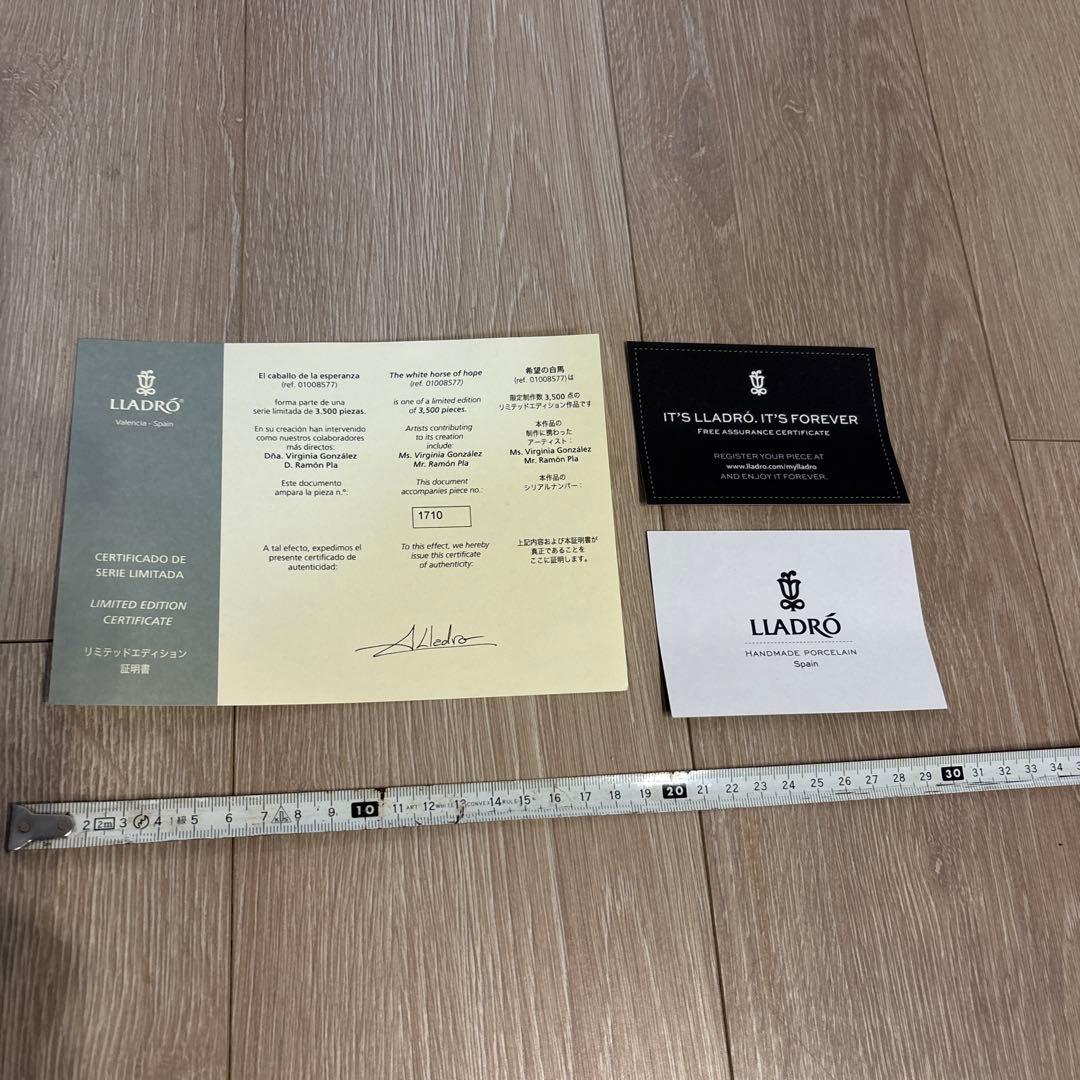 LLADRÓ®
Valencia - Spain
CERTIFICADO DE
SERIE LIMITADA
LIMITED EDITION
CERTIFICATE
リミテッドエディション
証明書
El caballo de la esperanza
(ref. 01008577)
forma parte de una
serie limitada de 3.500 piezas.
En su creación han intervenido
como nuestros colaboradores
más directos:
Dña. Virginia González
D. Ramón Pla
Este documento
ampara la pieza n.°:
A tal efecto, expedimos el
presente certificado de
autenticidad:
The white horse of hope
(ref. 01008577)
is one of a limited edition
of 3,500 pieces.
Artists contributing
to its creation
include:
Ms. Virginia González
Mr. Ramón Pla
This document
accompanies piece no.:
1710
To this effect, we hereby
issue this certificate
of authenticity:
希望の白馬
(ref. 01008577)は
限定制作数 3,500 点の
リミテッドエディション作品です
本作品の
制作に携わった
アーティスト：
Ms. Virginia González
Mr. Ramón Pla
本作品の
シリアルナンバー：
上記内容および本証明書が
真正であることを
ここに証明します。
A Lladro
IT'S LLADRÓ. IT'S FOREVER
FREE ASSURANCE CERTIFICATE
REGISTER YOUR PIECE AT
www.lladro.com/mylladro
AND ENJOY IT FOREVER.
LLADRÓ
HANDMADE PORCELAIN
Spain
2 2m 3 4 1級 5 6 7 KDS 8 9 10 11 ART 12 WHITE 13 CONVEX RULE 14 15 16 17 18 19 20 21 22 23 24 25 26 27 28 29 30 31 32 33 34